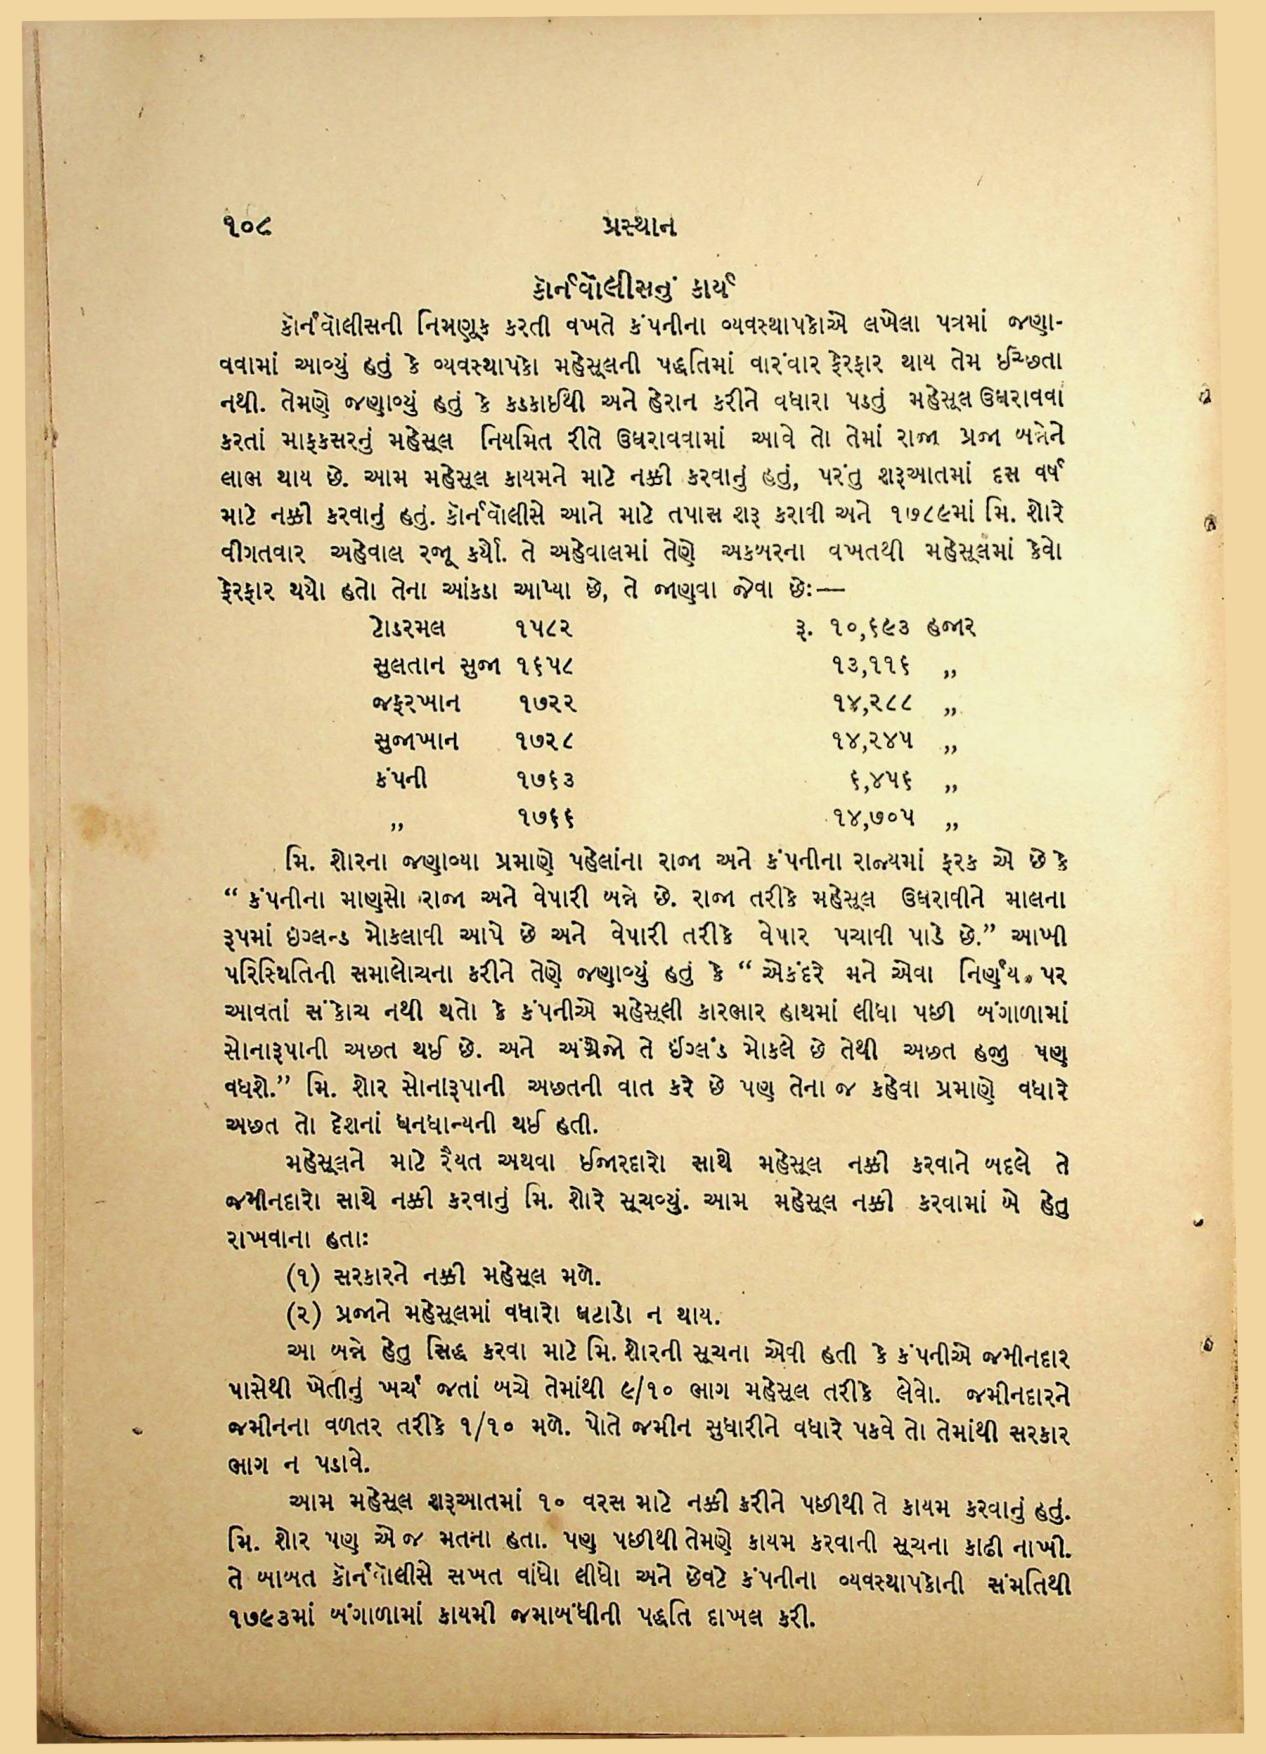 ૧૦૮ પ્રસ્થાન
કૉર્નવૉલીસનું કાર્ય
કૉર્નવૉલીસની નિમણૂક કરતી વખતે કંપનીના વ્યવસ્થાપકોએ લખેલા પત્રમાં જણા-
વવામાં આવ્યું હતું કે વ્યવસ્થાપકો મહેસૂલની પદ્ધતિમાં વારંવાર ફેરફાર થાય તેમ ઈચ્છતા
નથી. તેમણે જણાવ્યું હતું કે કડકાઈથી અને હેરાન કરીને વધારા પડતું મહેસૂલ ઉઘરાવવા
કરતાં માફકસરનું મહેસૂલ નિયમિત રીતે ઉઘરાવવામાં આવે તો તેમાં રાજા પ્રજા બન્નેને
લાભ થાય છે. આમ મહેસૂલ કાયમને માટે નક્કી કરવાનું હતું, પરંતુ શરૂઆતમાં દસ વર્ષ
માટે નક્કી કરવાનું હતું. કૉર્નવૉલીસે આને માટે તપાસ શરૂ કરાવી અને ૧૭૮૯માં મિ. શોરે
વીગતવાર અહેવાલ રજૂ કર્યો. તે અહેવાલમાં તેણે અકબરના વખતથી મહેસૂલમાં કેવો
ફેરફાર થયો હતો તેના આંકડા આપ્યા છે, તે જાણવા જેવા છેઃ—
ટોડરમલ ૧૫૮૨ રૂ. ૧૦,૬૯૩ હજાર
સુલતાન સુજા ૧૬૫૮ ૧૩,૧૧૬ ,,
જફરખાન ૧૭૨૨ ૧૪,૨૮૮ ,,
સુજાખાન ૧૭૨૮ ૧૪,૨૪૫ ,,
કંપની ૧૭૬૩ ૬,૪૫૬ ,,
,, ૧૭૬૬ ૧૪,૭૦૫ ,,
મિ. શોરના જણાવ્યા પ્રમાણે પહેલાંના રાજા અને કંપનીના રાજ્યમાં ફરક એ છે કે
“ કંપનીના માણસો રાજા અને વેપારી બન્ને છે. રાજા તરીકે મહેસૂલ ઉઘરાવીને માલના
રૂપમાં ઇંગ્લન્ડ મોકલાવી આપે છે અને વેપારી તરીકે વેપાર પચાવી પાડે છે.” આખી
પરિસ્થિતિની સમાલોચના કરીને તેણે જણાવ્યું હતું કે “ એકંદરે મને એવા નિર્ણય પર
આવતાં સંકોચ નથી થતો કે કંપનીએ મહેસૂલી કારભાર હાથમાં લીધા પછી બંગાળામાં
સોનારૂપાની અછત થઈ છે. અને અંગ્રેજો તે ઈંગ્લંડ મોકલે છે તેથી અછત હજુ પણ
વધશે.” મિ. શોર સોનારૂપાની અછતની વાત કરે છે પણ તેના જ કહેવા પ્રમાણે વધારે
અછત તો દેશનાં ધનધાન્યની થઈ હતી.
મહેસૂલને માટે રૈયત અથવા ઈજારદારો સાથે મહેસૂલ નક્કી કરવાને બદલે તે
જમીનદારો સાથે નક્કી કરવાનું મિ. શોરે સૂચવ્યું. આમ મહેસૂલ નક્કી કરવામાં બે હેતુ
રાખવાના હતાઃ
(૧) સરકારને નક્કી મહેસૂલ મળે.
(૨) પ્રજાને મહેસૂલમાં વધારો ઘટાડો ન થાય.
આ બન્ને હેતુ સિદ્ધ કરવા માટે મિ. શોરની સૂચના એવી હતી કે કંપનીએ જમીનદાર
પાસેથી ખેતીનું ખર્ચ જતાં બચે તેમાંથી ૯/૧૦ ભાગ મહેસૂલ તરીકે લેવો. જમીનદારને
જમીનના વળતર તરીકે ૧/૧૦ મળે. પોતે જમીન સુધારીને વધારે પકવે તો તેમાંથી સરકાર
ભાગ ન પડાવે.
આમ મહેસૂલ શરૂઆતમાં ૧૦ વરસ માટે નક્કી કરીને પછીથી તે કાયમ કરવાનું હતું.
મિ. શોર પણ એ જ મતના હતા. પણ પછીથી તેમણે કાયમ કરવાની સૂચના કાઢી નાખી.
તે બાબત કૉર્નવૉલીસે સખત વાંધો લીધો અને છેવટે કંપનીના વ્યવસ્થાપકોની સંમતિથી
૧૭૯૩માં બંગાળામાં કાયમી જમાબંધીની પદ્ધતિ દાખલ કરી.